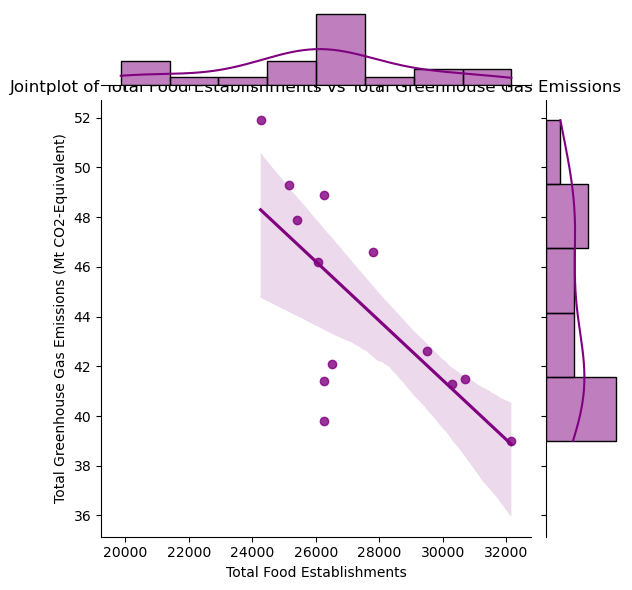 Jointplot of Total Food Establishments vs Total Greenhouse Gas Emissions
52
50
48
46
44
42
40
38
36
Total Greenhouse Gas Emissions (Mt CO2-Equivalent)
20000 22000 24000 26000 28000 30000 32000
Total Food Establishments